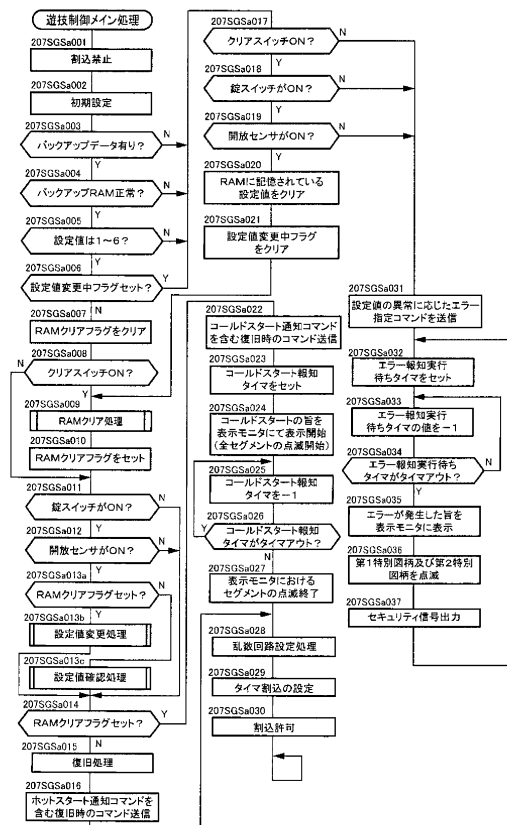 遊技制御メイン処理
207SGSa001
割込禁止
207SGSa002
初期設定
207SGSa003
バックアップデータ有り?
N
Y
207SGSa004
バックアップRAM正常?
N
Y
207SGSa005
設定値は1~6?
N
Y
207SGSa006
設定値変更中フラグセット?
Y
N
207SGSa007
RAMクリアフラグをクリア
207SGSa008
クリアスイッチON?
N
Y
207SGSa009
RAMクリア処理
207SGSa010
RAMクリアフラグをセット
207SGSa011
錠スイッチがON?
N
Y
207SGSa012
開放センサがON?
N
Y
207SGSa013a
RAMクリアフラグセット?
N
Y
207SGSa013b
設定値変更処理
207SGSa013c
設定値確認処理
207SGSa014
RAMクリアフラグセット?
Y
N
207SGSa015
復旧処理
207SGSa016
ホットスタート通知コマンドを
含む復旧時のコマンド送信
207SGSa017
クリアスイッチON?
N
Y
207SGSa018
錠スイッチがON?
N
Y
207SGSa019
開放センサがON?
N
Y
207SGSa020
RAMに記憶されている
設定値をクリア
207SGSa021
設定値変更中フラグ
をクリア
207SGSa022
コールドスタート通知コマンド
を含む復旧時のコマンド送信
207SGSa023
コールドスタート報知
タイマをセット
207SGSa024
コールドスタートの旨を
表示モニタにて表示開始
(全セグメントの点滅開始)
207SGSa025
コールドスタート報知
タイマを-1
207SGSa026
コールドスタート報知
タイマがタイマアウト?
Y
N
207SGSa027
表示モニタにおける
セグメントの点滅終了
207SGSa028
乱数回路設定処理
207SGSa029
タイマ割込の設定
207SGSa030
割込許可
207SGSa031
設定値の異常に応じたエラー
指定コマンドを送信
207SGSa032
エラー報知実行
待ちタイマをセット
207SGSa033
エラー報知実行
待ちタイマの値を-1
207SGSa034
エラー報知実行待ち
タイマがタイマアウト?
N
Y
207SGSa035
エラーが発生した旨を
表示モニタに表示
207SGSa036
第1特別図柄及び第2特別
図柄を点滅
207SGSa037
セキュリティ信号出力